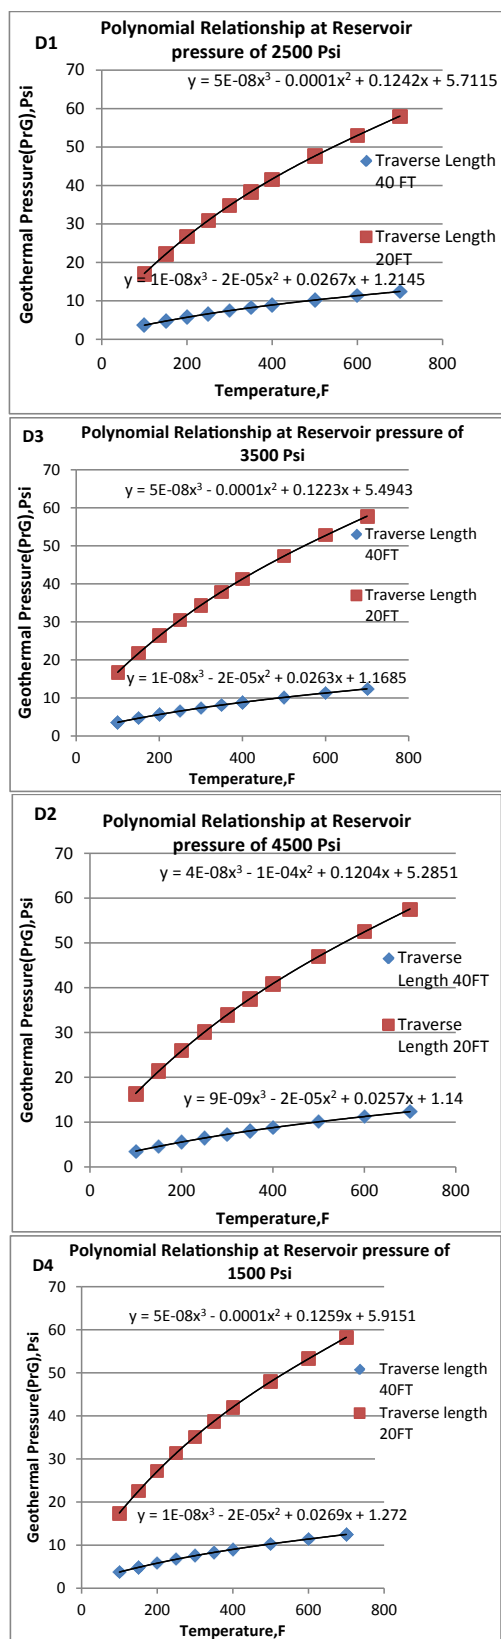 D1
Polynomial Relationship at Reservoir
pressure of 2500 Psi
y = 5E-08x³ - 0.0001x² + 0.1242x + 5.7115
Geothermal Pressure(PrG),Psi
70
60
50
40
30
20
10
0
Traverse Length
40 FT
Traverse Length
20FT
y = 1E-08x³ - 2E-05x² + 0.0267x + 1.2145
0 200 400 600 800
Temperature,F
D3
Polynomial Relationship at Reservoir pressure of
3500 Psi
y = 5E-08x³ - 0.0001x² + 0.1223x + 5.4943
Geothermal Pressure(PrG),Psi
70
60
50
40
30
20
10
0
Traverse Length
40FT
Traverse Length
20FT
y = 1E-08x³ - 2E-05x² + 0.0263x + 1.1685
0 200 400 600 800
Temperature,F
D2
Polynomial Relationship at Reservoir
pressure of 4500 Psi
y = 4E-08x³ - 1E-04x² + 0.1204x + 5.2851
Geothermal Pressure(PrG),Psi
70
60
50
40
30
20
10
0
Traverse
Length 40FT
Traverse
Length 20FT
y = 9E-09x³ - 2E-05x² + 0.0257x + 1.14
0 200 400 600 800
Temperature,F
D4
Polynomial Relationship at Reservoir pressure of
1500 Psi
y = 5E-08x³ - 0.0001x² + 0.1259x + 5.9151
Geothermal Pressure(PrG),Psi
70
60
50
40
30
20
10
0
Traverse length
40FT
Traverse length
20FT
y = 1E-08x³ - 2E-05x² + 0.0269x + 1.272
0 200 400 600 800
Temperature,F